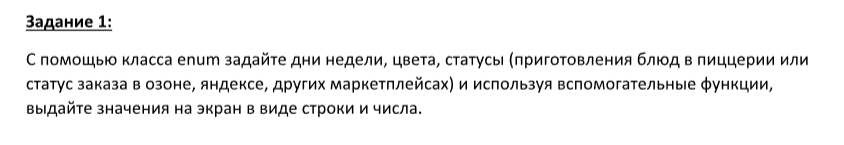 Задание 1:
С помощью класса enum задайте дни недели, цвета, статусы (приготовления блюд в пиццерии или
статус заказа в озоне, яндексе, других маркетплейсах) и используя вспомогательные функции,
выдайте значения на экран в виде строки и числа.